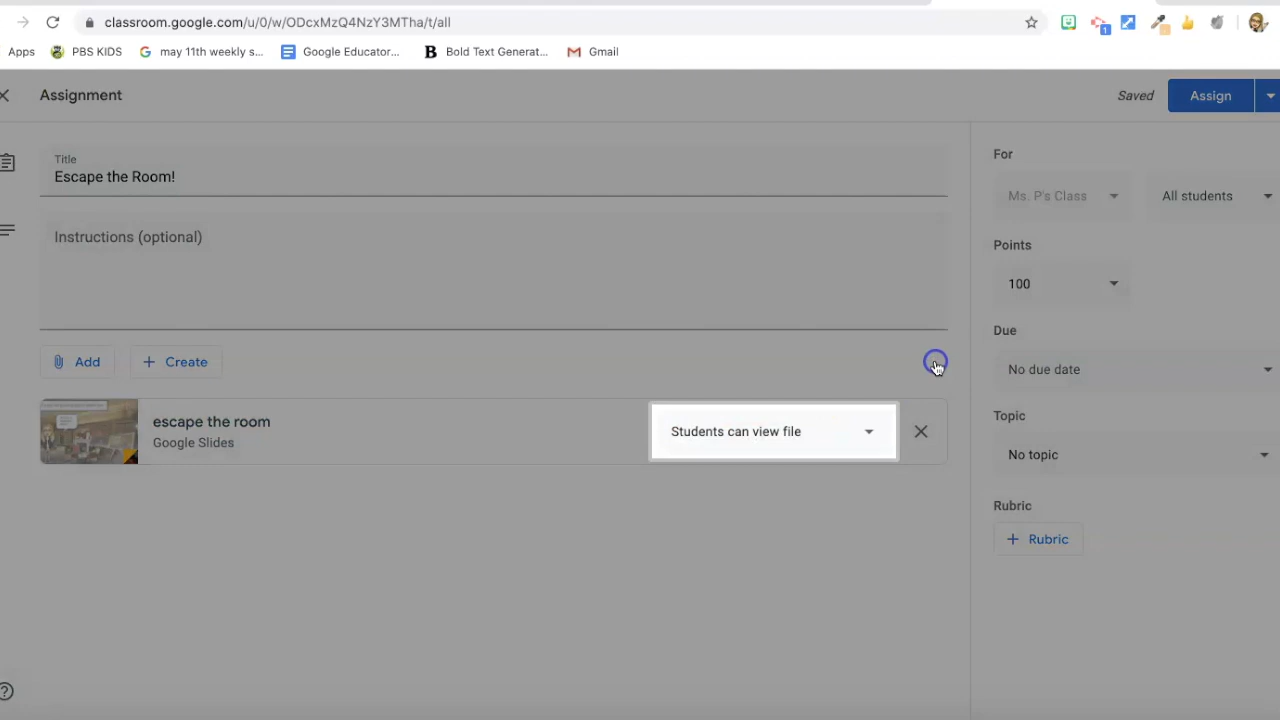 classroom.google.com/u/0/w/ODcxMzQ4NzY3MTha/t/all
1
Apps PBS KIDS may 11th weekly s... Google Educator... B Bold Text Generat... Gmail
Assignment Saved Assign
Title
Escape the Room!
Instructions (optional)
Add Create
escape the room
Google Slides
Students can view file
For
Ms. P's Class All students
Points
100
Due
No due date
Topic
No topic
Rubric
+ Rubric